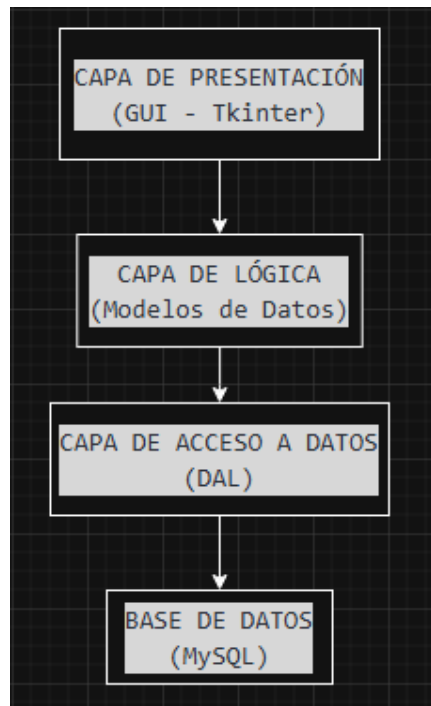 CAPA DE PRESENTACIÓN
(GUI - Tkinter)
CAPA DE LÓGICA
(Modelos de Datos)
CAPA DE ACCESO A DATOS
(DAL)
BASE DE DATOS
(MySQL)